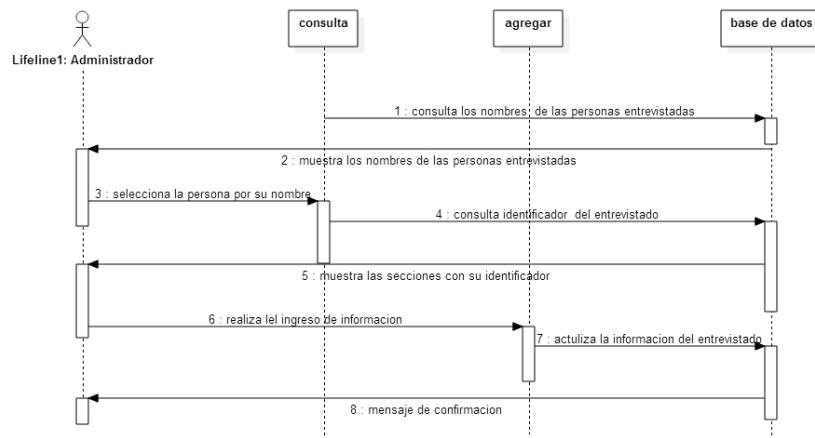 consulta
agregar
base de datos
Lifeline1: Administrador
1 : consulta los nombres de las personas entrevistadas
2 : muestra los nombres de las personas entrevistadas
3 : selecciona la persona por su nombre
4 : consulta identificador del entrevistado
5 : muestra las secciones con su identificador
6 : realiza lel ingreso de informacion
7 : actuliza la informacion del entrevistado
8 : mensaje de confirmacion